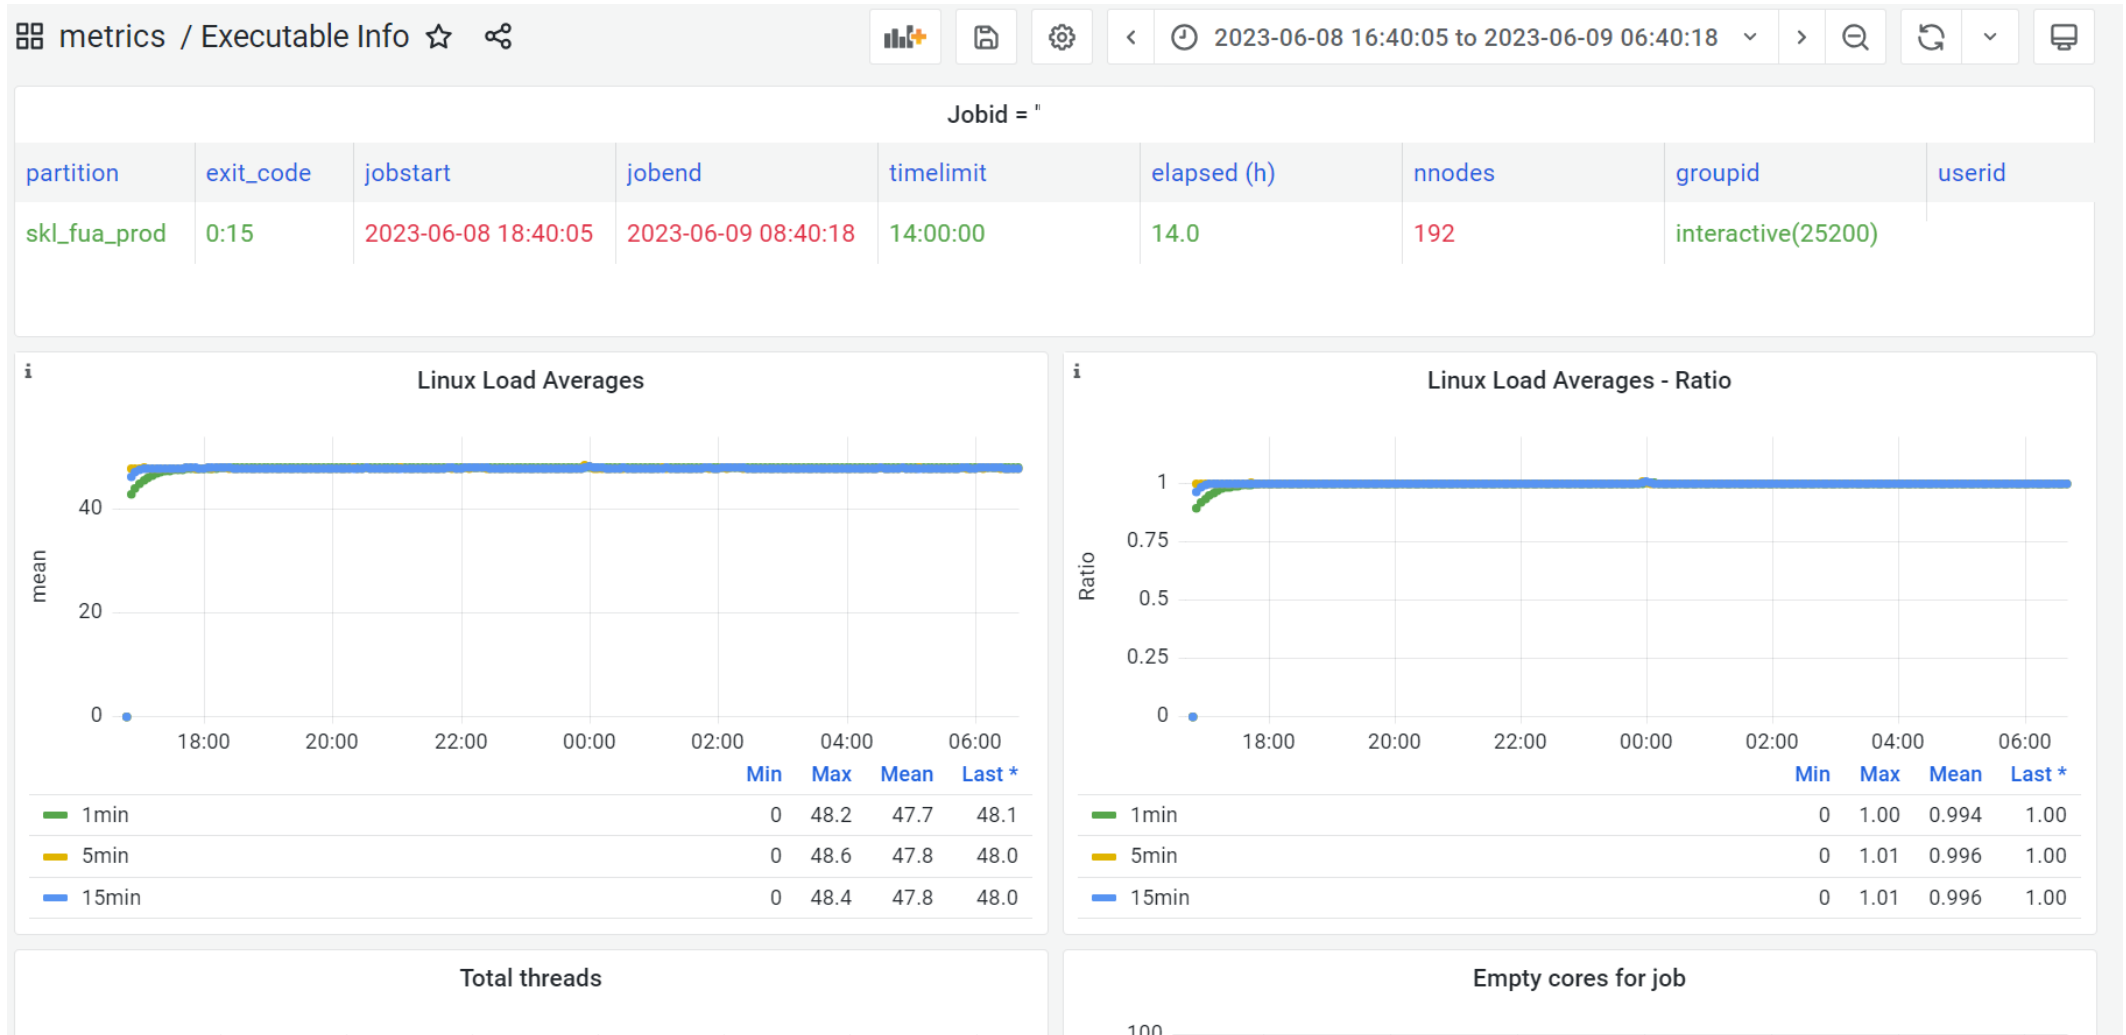 metrics / Executable Info
2023-06-08 16:40:05 to 2023-06-09 06:40:18
Jobid = "
partition exit_code jobstart jobend timelimit elapsed (h) nnodes groupid userid
skl_fua_prod 0:15 2023-06-08 18:40:05 2023-06-09 08:40:18 14:00:00 14.0 192 interactive(25200)
i
Linux Load Averages
40
20
0
mean
18:00 20:00 22:00 00:00 02:00 04:00 06:00
Min Max Mean Last *
1min 0 48.2 47.7 48.1
5min 0 48.6 47.8 48.0
15min 0 48.4 47.8 48.0
i
Linux Load Averages - Ratio
1
0.75
0.5
0.25
0
Ratio
18:00 20:00 22:00 00:00 02:00 04:00 06:00
Min Max Mean Last *
1min 0 1.00 0.994 1.00
5min 0 1.01 0.996 1.00
15min 0 1.01 0.996 1.00
Total threads
Empty cores for job
100